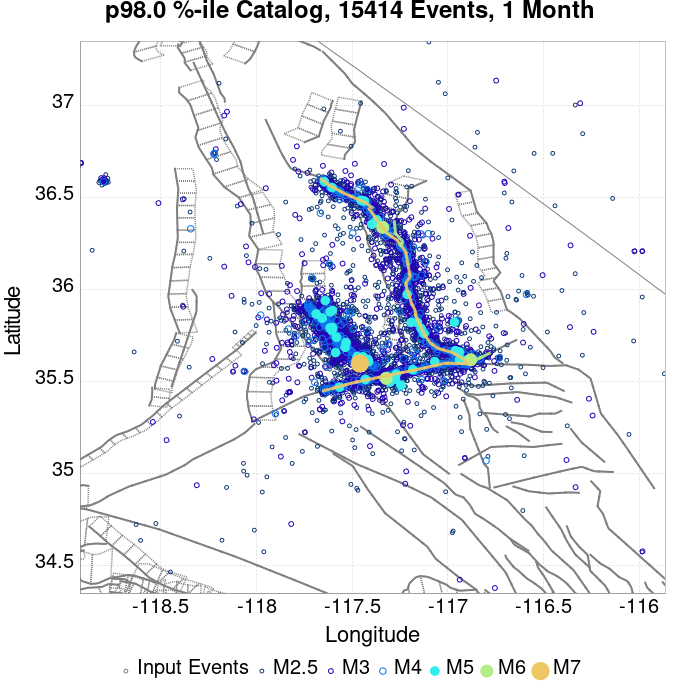 p98.0 %-ile Catalog, 15414 Events, 1 Month
Latitude
37
36.5
36
35.5
35
34.5
-118.5 -118 -117.5 -117 -116.5 -116
Longitude
Input Events M2.5 M3 M4 M5 M6 M7